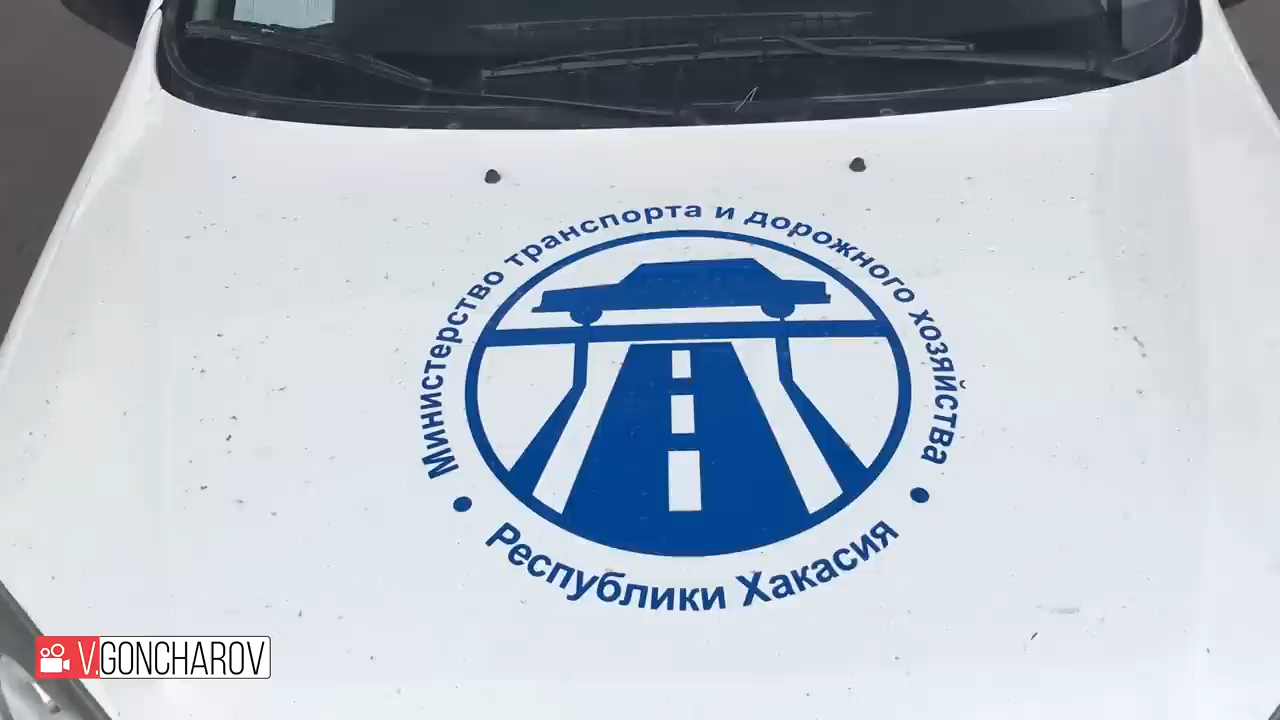 Министерство транспорта и дорожного хозяйства
Республики Хакасия
V.GONCHAROV